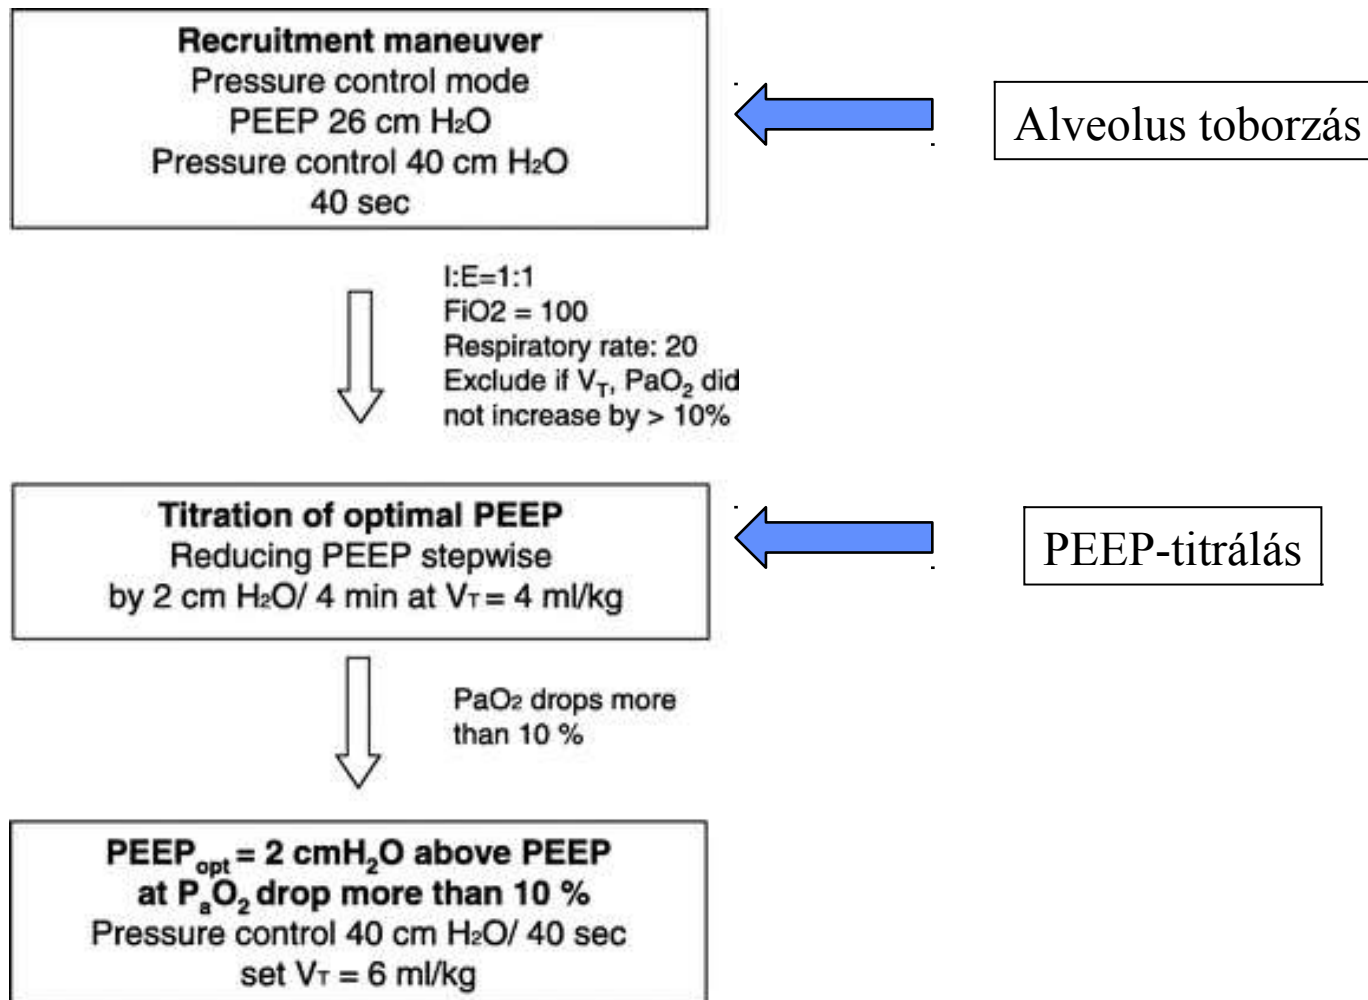 Recruitment maneuver
Pressure control mode
PEEP 26 cm H₂O
Pressure control 40 cm H₂O
40 sec
Alveolus toborzás
I:E=1:1
FiO2 = 100
Respiratory rate: 20
Exclude if V_T, PaO₂ did
not increase by > 10%
Titration of optimal PEEP
Reducing PEEP stepwise
by 2 cm H₂O/ 4 min at V_T = 4 ml/kg
PEEP-titrálás
PaO₂ drops more
than 10 %
PEEP_opt = 2 cmH₂O above PEEP
at P_aO₂ drop more than 10 %
Pressure control 40 cm H₂O/ 40 sec
set V_T = 6 ml/kg